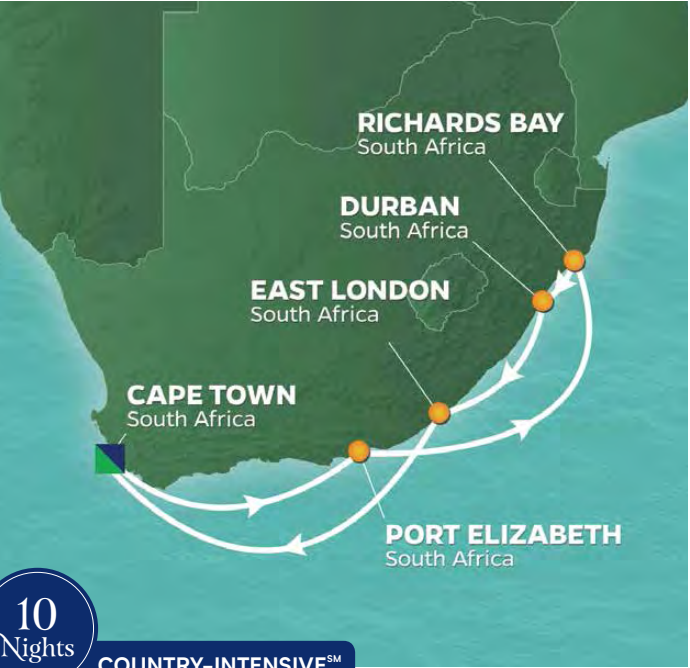 RICHARDS BAY
South Africa
DURBAN
South Africa
EAST LONDON
South Africa
CAPE TOWN
South Africa
PORT ELIZABETH
South Africa
10
Nights
COUNTRY-INTENSIVE℠